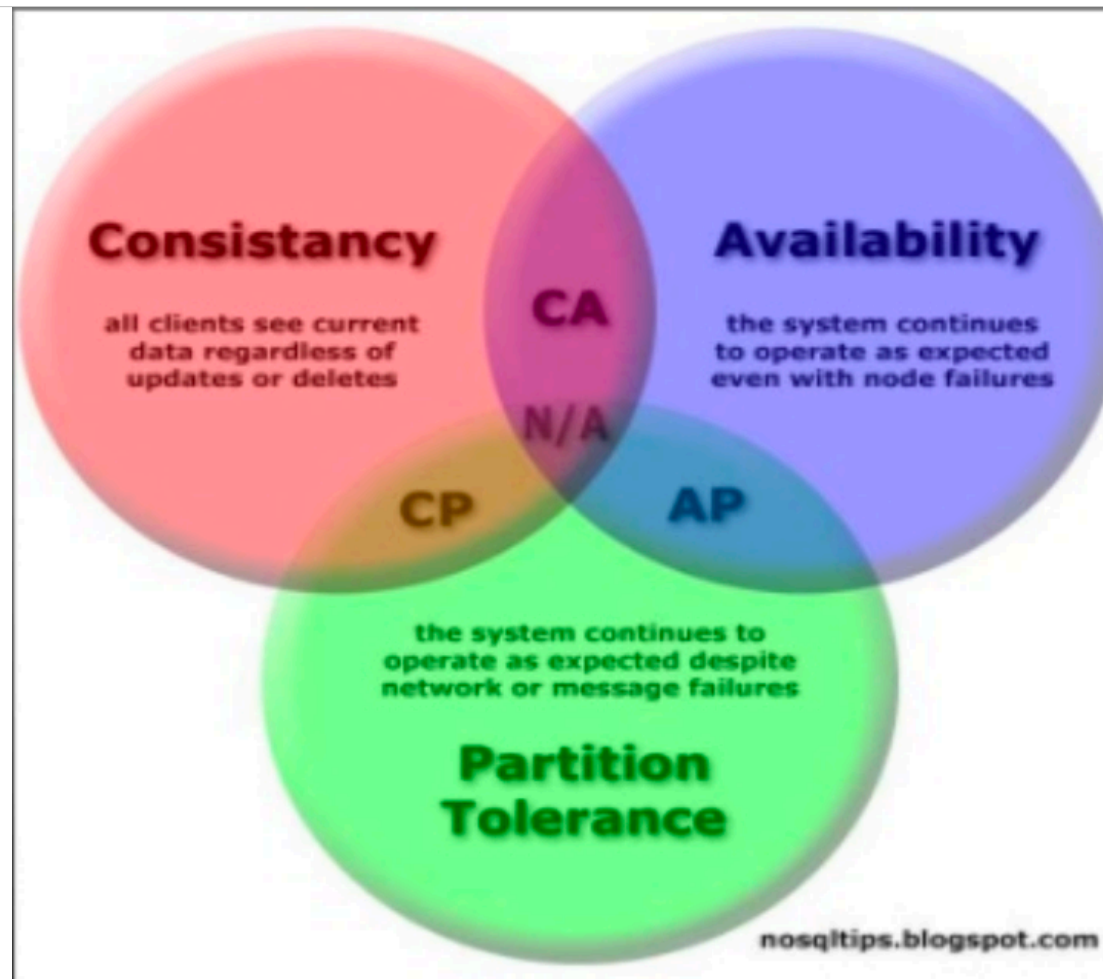 Consistancy
all clients see current
data regardless of
updates or deletes
Availability
the system continues
to operate as expected
even with node failures
CA
N/A
CP
AP
the system continues to
operate as expected despite
network or message failures
Partition
Tolerance
nosqltips.blogspot.com